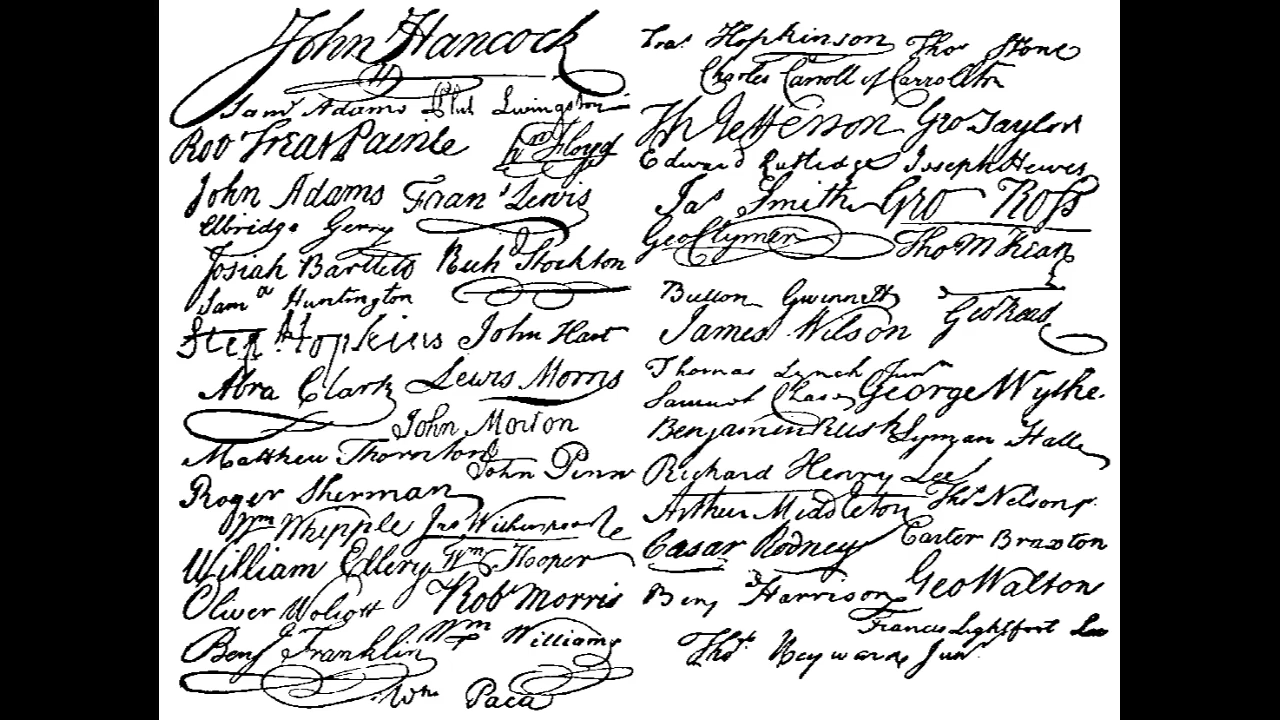 John Hancock
Saml Adams Phil Livingston
Rob Treat Paine Wm Floyd
John Adams Frans Lewis
Elbridge Gerry
Josiah Bartlett Richd Stockton
Saml Huntington
Step Hopkins John Hart
Abra Clark Lewis Morris
John Morton
Matthew Thornton John Penn
Roger Sherman
Wm Whipple Jno Witherspoon
William Ellery Wm Hooper
Oliver Wolcott Robt Morris
Benj Franklin Wm Williams
Wm Paca
Fras Hopkinson Thos Stone
Charles Carroll of Carrollton
Th Jefferson Geo Taylor
Edward Rutledge Joseph Hewes
Jas Smith Geo Ross
Geo Clymer Tho M Kean
Button Gwinnett Geo Read
James Wilson
Thomas Lynch Junr
Samuel Chase George Wythe
Benjamin Rush Lyman Hall
Richard Henry Lee
Arthur Middleton Thos Nelson jr
Caesar Rodney Carter Braxton
Benj Harrison Geo Walton
Francis Lightfoot Lee
Thos Heyward Junr